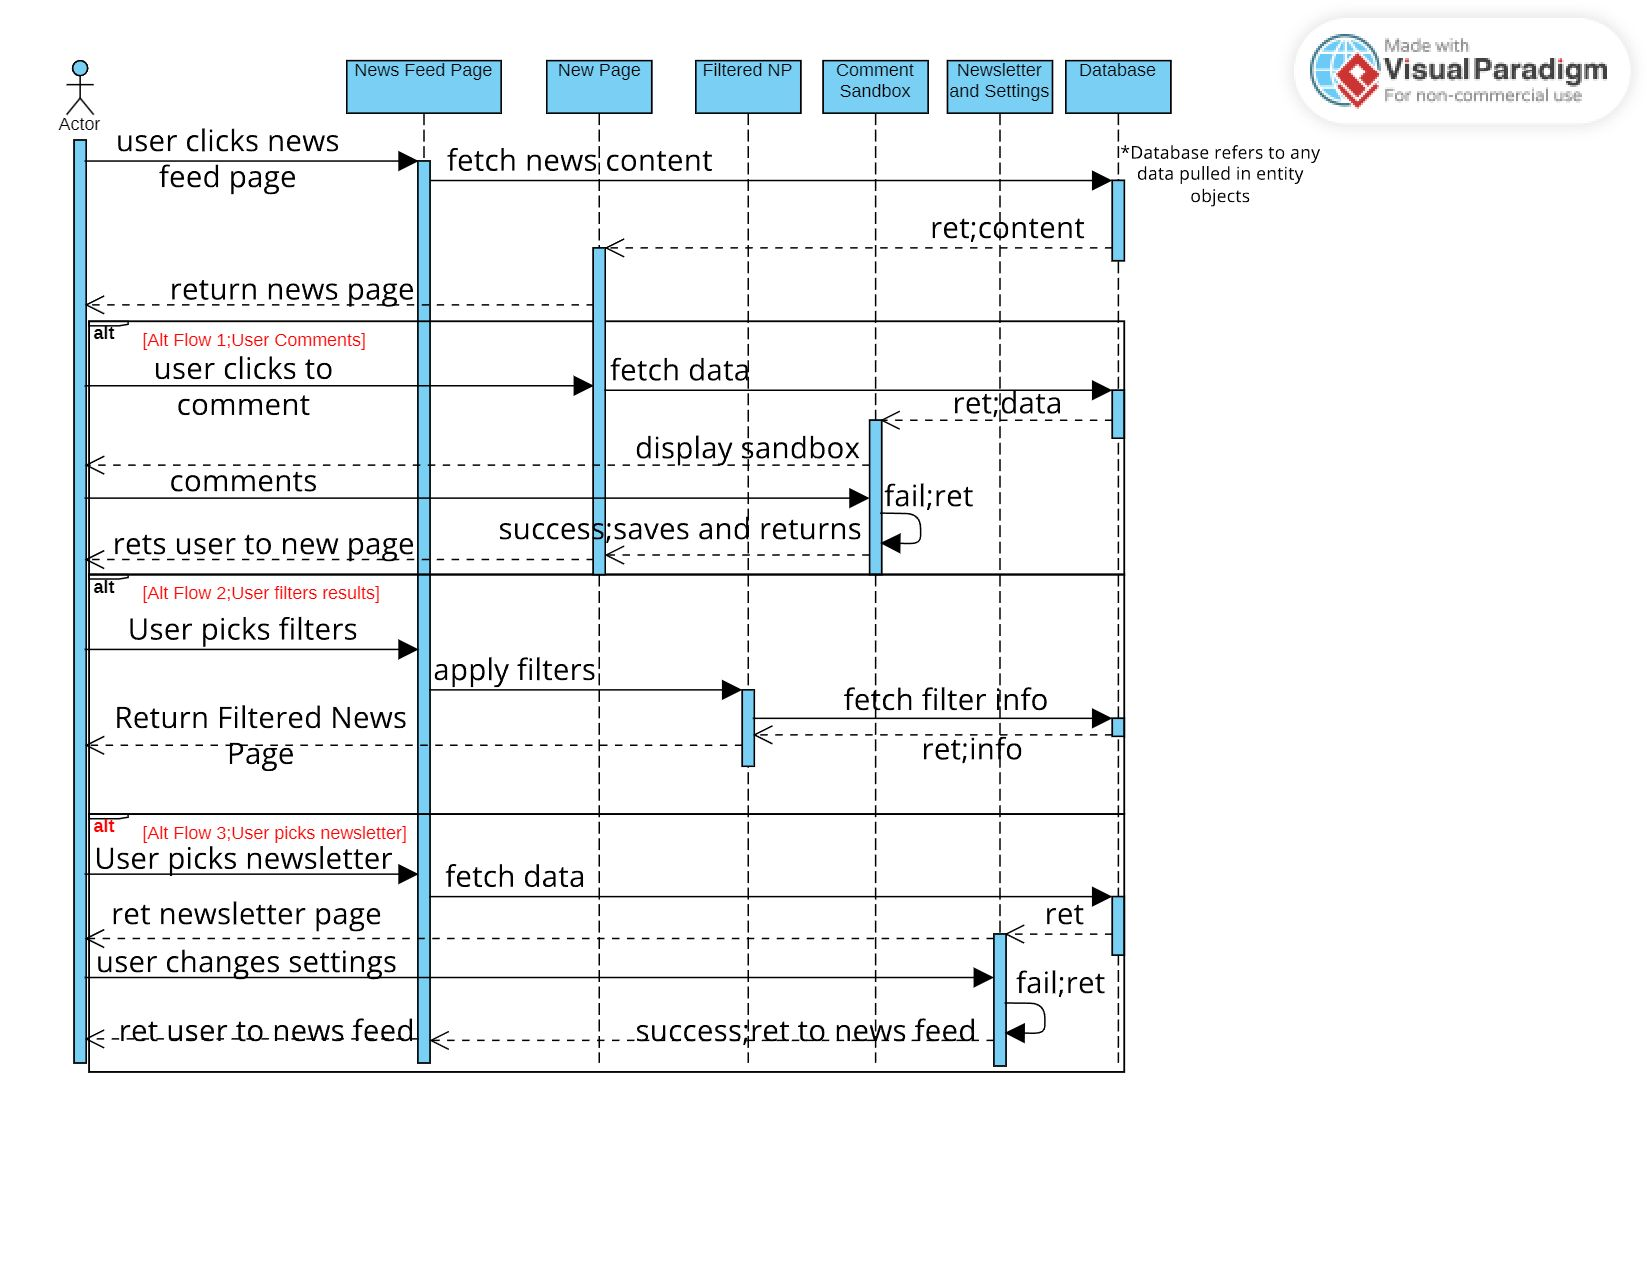 Made with
Visual Paradigm
For non-commercial use
Actor
News Feed Page
New Page
Filtered NP
Comment
Sandbox
Newsletter
and Settings
Database
user clicks news
feed page
fetch news content
*Database refers to any
data pulled in entity
objects
ret;content
return news page
alt
[Alt Flow 1;User Comments]
user clicks to
comment
fetch data
ret;data
display sandbox
comments
fail;ret
success;saves and returns
rets user to new page
alt
[Alt Flow 2;User filters results]
User picks filters
apply filters
fetch filter info
Return Filtered News
Page
ret;info
alt
[Alt Flow 3;User picks newsletter]
User picks newsletter
fetch data
ret newsletter page
ret
user changes settings
fail;ret
ret user to news feed
success;ret to news feed